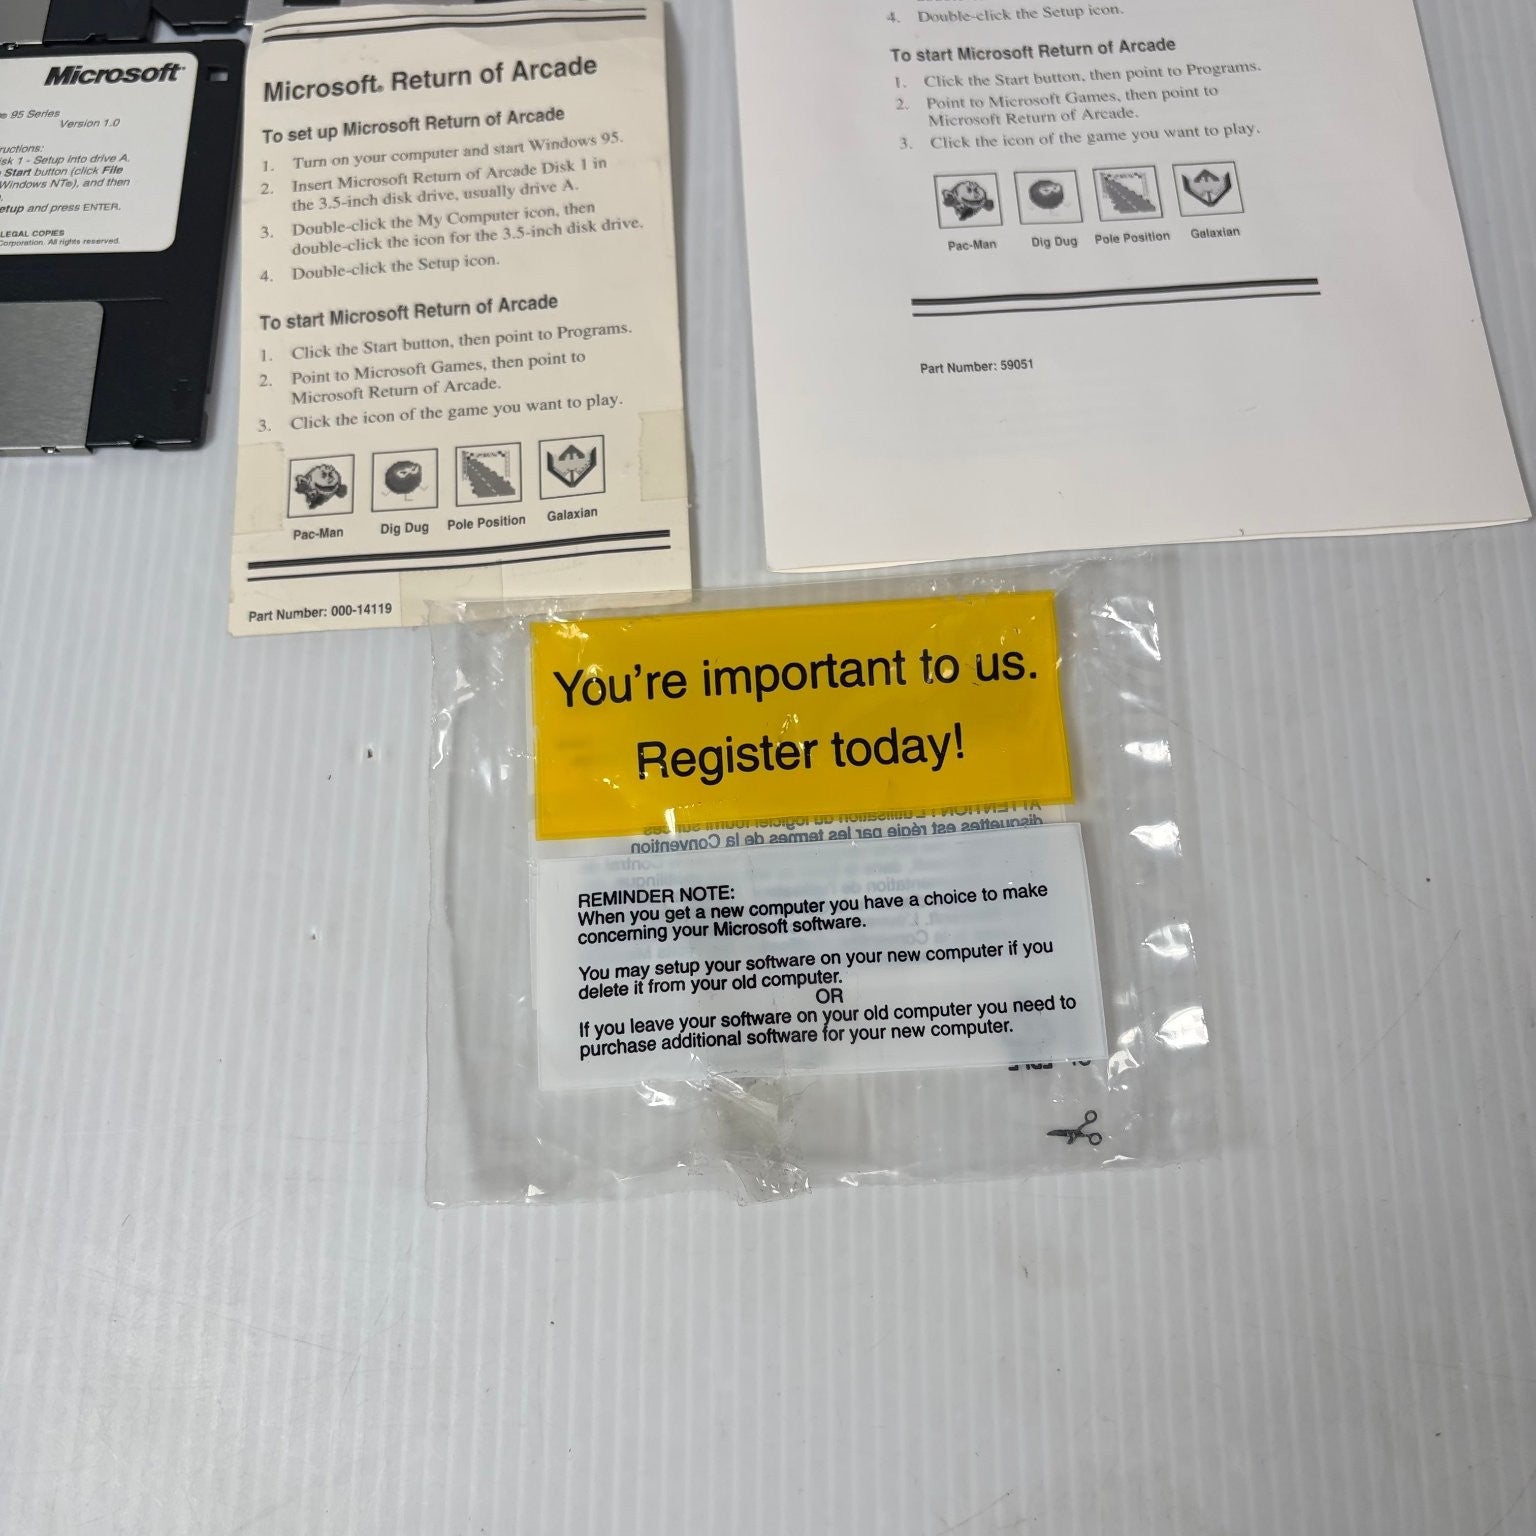 Microsoft
95 Series
Version 1.0
1 - Setup into drive A.
Start button (click File
Windows NT®), and then
and press ENTER.
LEGAL COPIES
Corporation. All rights reserved.
Microsoft® Return of Arcade
To set up Microsoft Return of Arcade
1. Turn on your computer and start Windows 95.
2. Insert Microsoft Return of Arcade Disk 1 in
the 3.5-inch disk drive, usually drive A.
3. Double-click the My Computer icon, then
double-click the icon for the 3.5-inch disk drive.
4. Double-click the Setup icon.
To start Microsoft Return of Arcade
1. Click the Start button, then point to Programs.
2. Point to Microsoft Games, then point to
Microsoft Return of Arcade.
3. Click the icon of the game you want to play.
Pac-Man Dig Dug Pole Position Galaxian
Part Number: 000-14119
4. Double-click the Setup icon.
To start Microsoft Return of Arcade
1. Click the Start button, then point to Programs.
2. Point to Microsoft Games, then point to
Microsoft Return of Arcade.
3. Click the icon of the game you want to play.
Pac-Man Dig Dug Pole Position Galaxian
Part Number: 59051
You're important to us.
Register today!
disquettes est régie par les termes de la Convention
REMINDER NOTE:
When you get a new computer you have a choice to make
concerning your Microsoft software.
You may setup your software on your new computer if you
delete it from your old computer.
OR
If you leave your software on your old computer you need to
purchase additional software for your new computer.